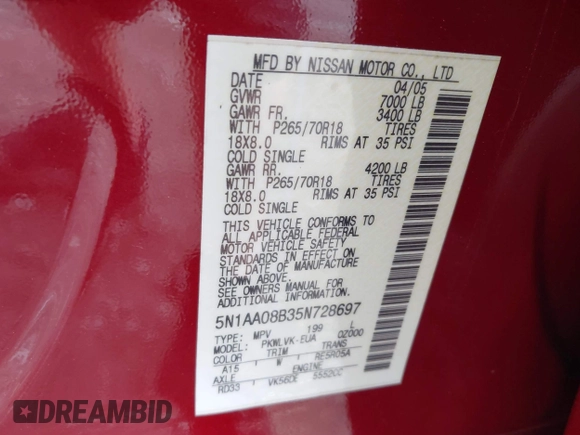 MFD BY NISSAN MOTOR CO., LTD
DATE 04/05
GVWR 7000 LB
GAWR FR. 3400 LB
WITH P265/70R18 TIRES
18X8.0 RIMS AT 35 PSI
COLD SINGLE
GAWR RR. 4200 LB
WITH P265/70R18 TIRES
18X8.0 RIMS AT 35 PSI
COLD SINGLE
THIS VEHICLE CONFORMS TO
ALL APPLICABLE FEDERAL
MOTOR VEHICLE SAFETY
STANDARDS IN EFFECT ON
THE DATE OF MANUFACTURE
SHOWN ABOVE.
SEE OWNERS MANUAL FOR
ADDITIONAL INFORMATION
5N1AA08B35N728697
TYPE: MPV 199 L
MODEL: PKWLVK-EUA 0Z000
COLOR TRIM TRANS
A15 W RE5R05A
AXLE ENGINE
RD33 VK56DE 5552CC
DREAMBID